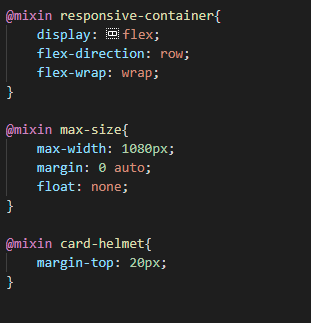 @mixin responsive-container{
    display: flex;
    flex-direction: row;
    flex-wrap: wrap;
}

@mixin max-size{
    max-width: 1080px;
    margin: 0 auto;
    float: none;
}

@mixin card-helmet{
    margin-top: 20px;
}